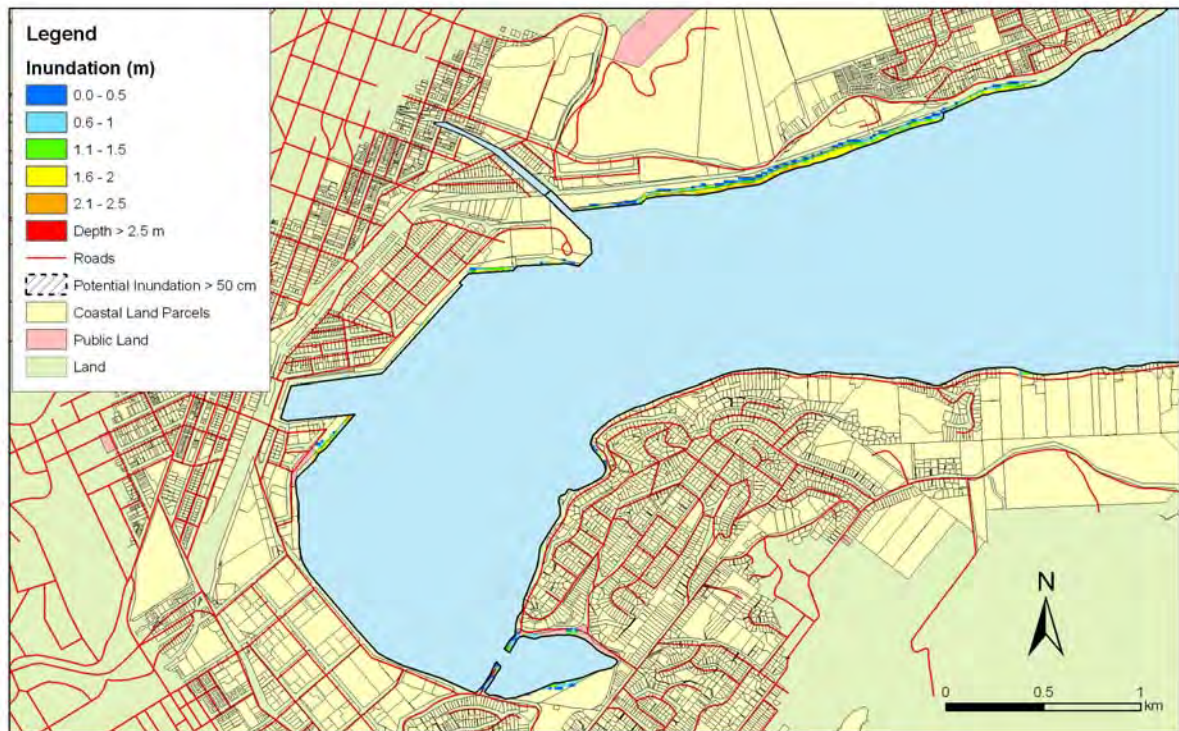 Legend
Inundation (m)
0.0 - 0.5
0.6 - 1
1.1 - 1.5
1.6 - 2
2.1 - 2.5
Depth > 2.5 m
Roads
Potential Inundation > 50 cm
Coastal Land Parcels
Public Land
Land
N
0 0.5 1
km